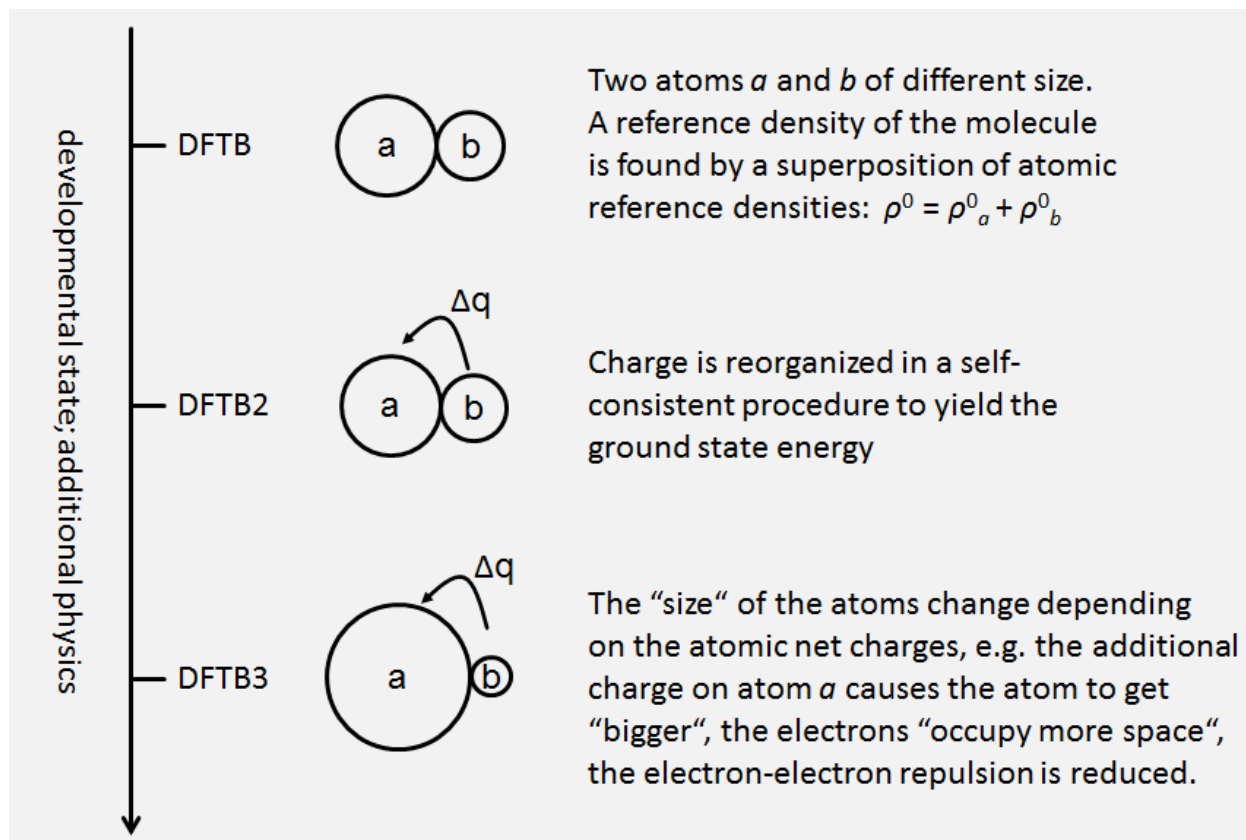 developmental state; additional physics
DFTB
a
b
Two atoms a and b of different size.
A reference density of the molecule
is found by a superposition of atomic
reference densities: ρ⁰ = ρ⁰ₐ + ρ⁰b
Δq
DFTB2
a
b
Charge is reorganized in a self-
consistent procedure to yield the
ground state energy
Δq
DFTB3
a
b
The “size“ of the atoms change depending
on the atomic net charges, e.g. the additional
charge on atom a causes the atom to get
“bigger“, the electrons “occupy more space“,
the electron-electron repulsion is reduced.